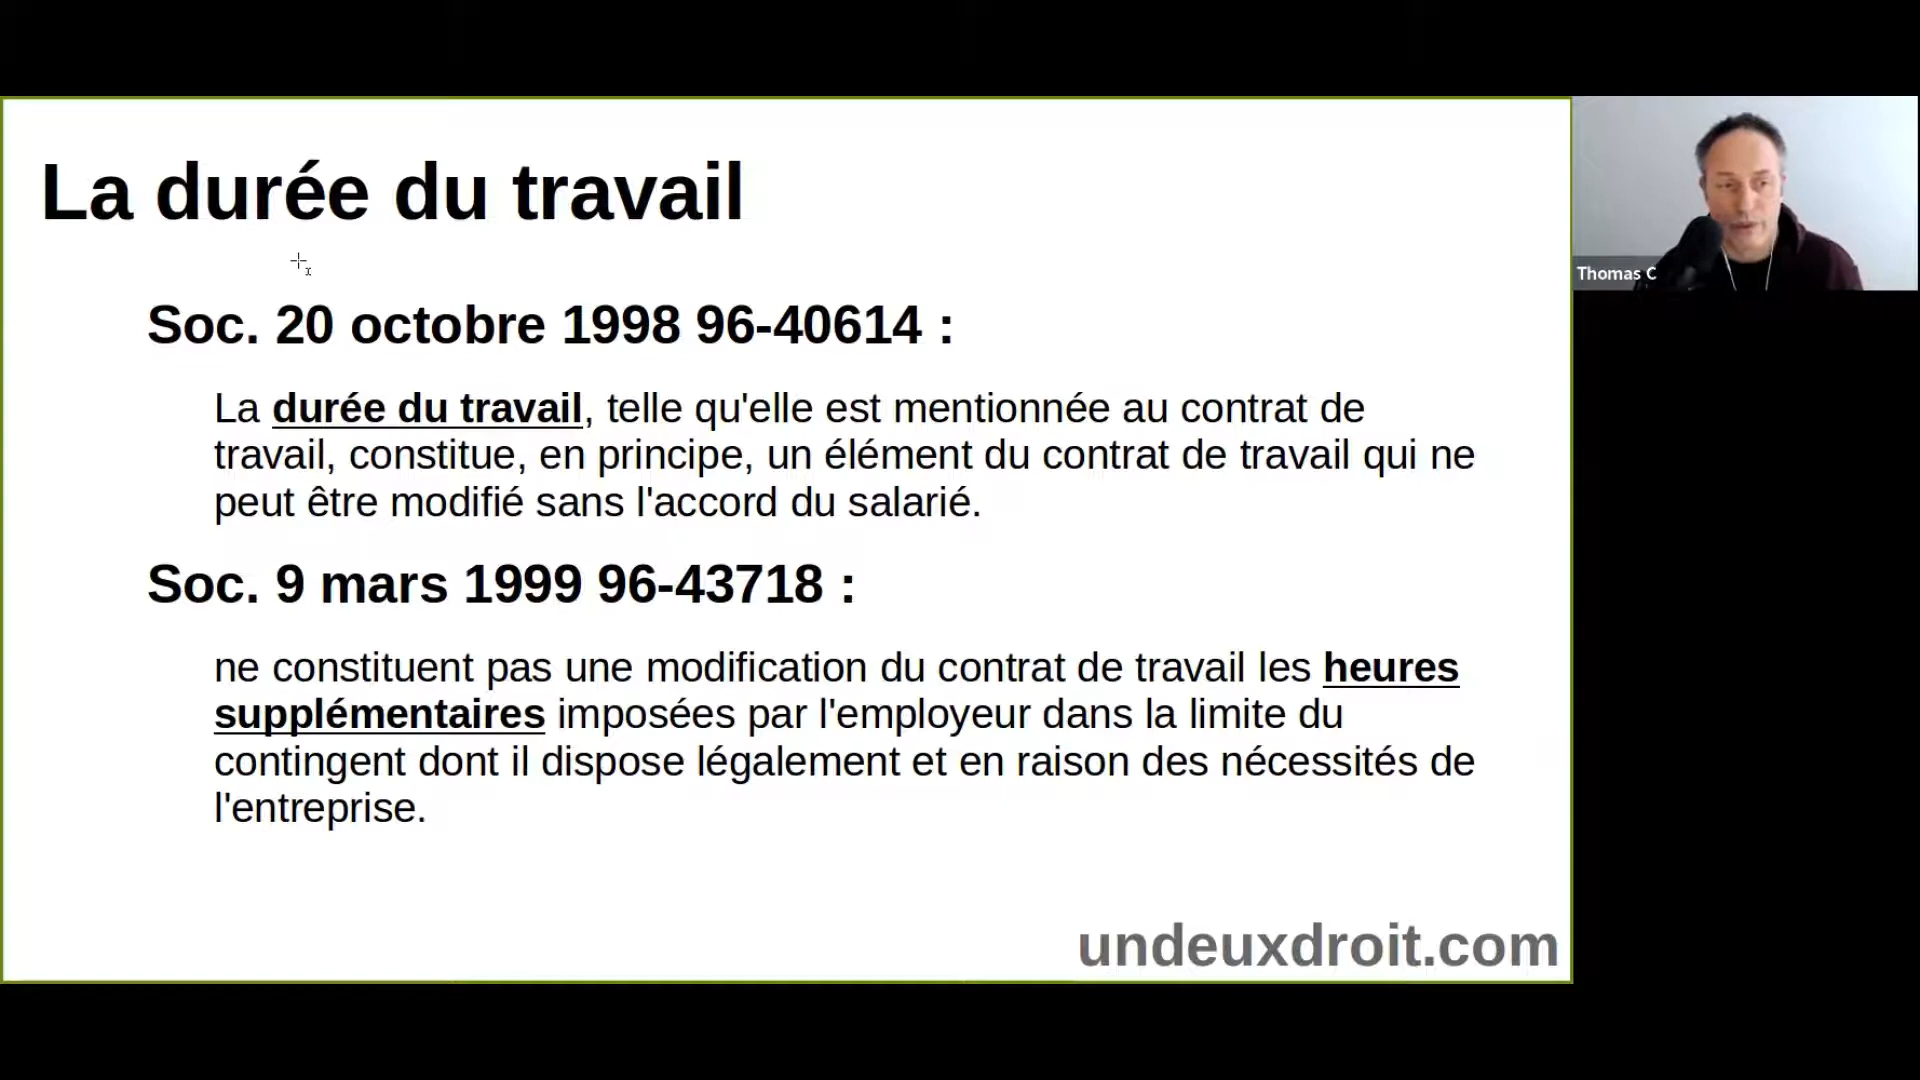 La durée du travail
Soc. 20 octobre 1998 96-40614 :
La durée du travail, telle qu'elle est mentionnée au contrat de
travail, constitue, en principe, un élément du contrat de travail qui ne
peut être modifié sans l'accord du salarié.
Soc. 9 mars 1999 96-43718 :
ne constituent pas une modification du contrat de travail les heures
supplémentaires imposées par l'employeur dans la limite du
contingent dont il dispose légalement et en raison des nécessités de
l'entreprise.
undeuxdroit.com
Thomas C